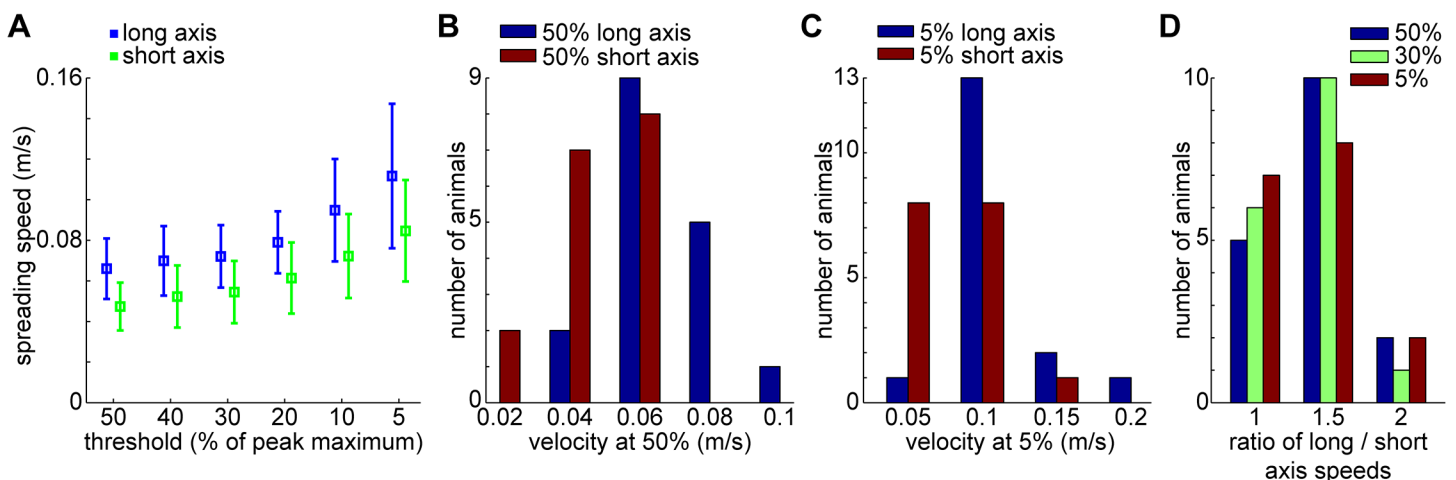 A
long axis
short axis
0.16
0.08
0
spreading speed (m/s)
50 40 30 20 10 5
threshold (% of peak maximum)
B
50% long axis
50% short axis
9
5
0
number of animals
0.02 0.04 0.06 0.08 0.1
velocity at 50% (m/s)
C
5% long axis
5% short axis
13
5
0
number of animals
0.05 0.1 0.15 0.2
velocity at 5% (m/s)
D
50%
30%
5%
10
5
0
number of animals
1 1.5 2
ratio of long / short
axis speeds